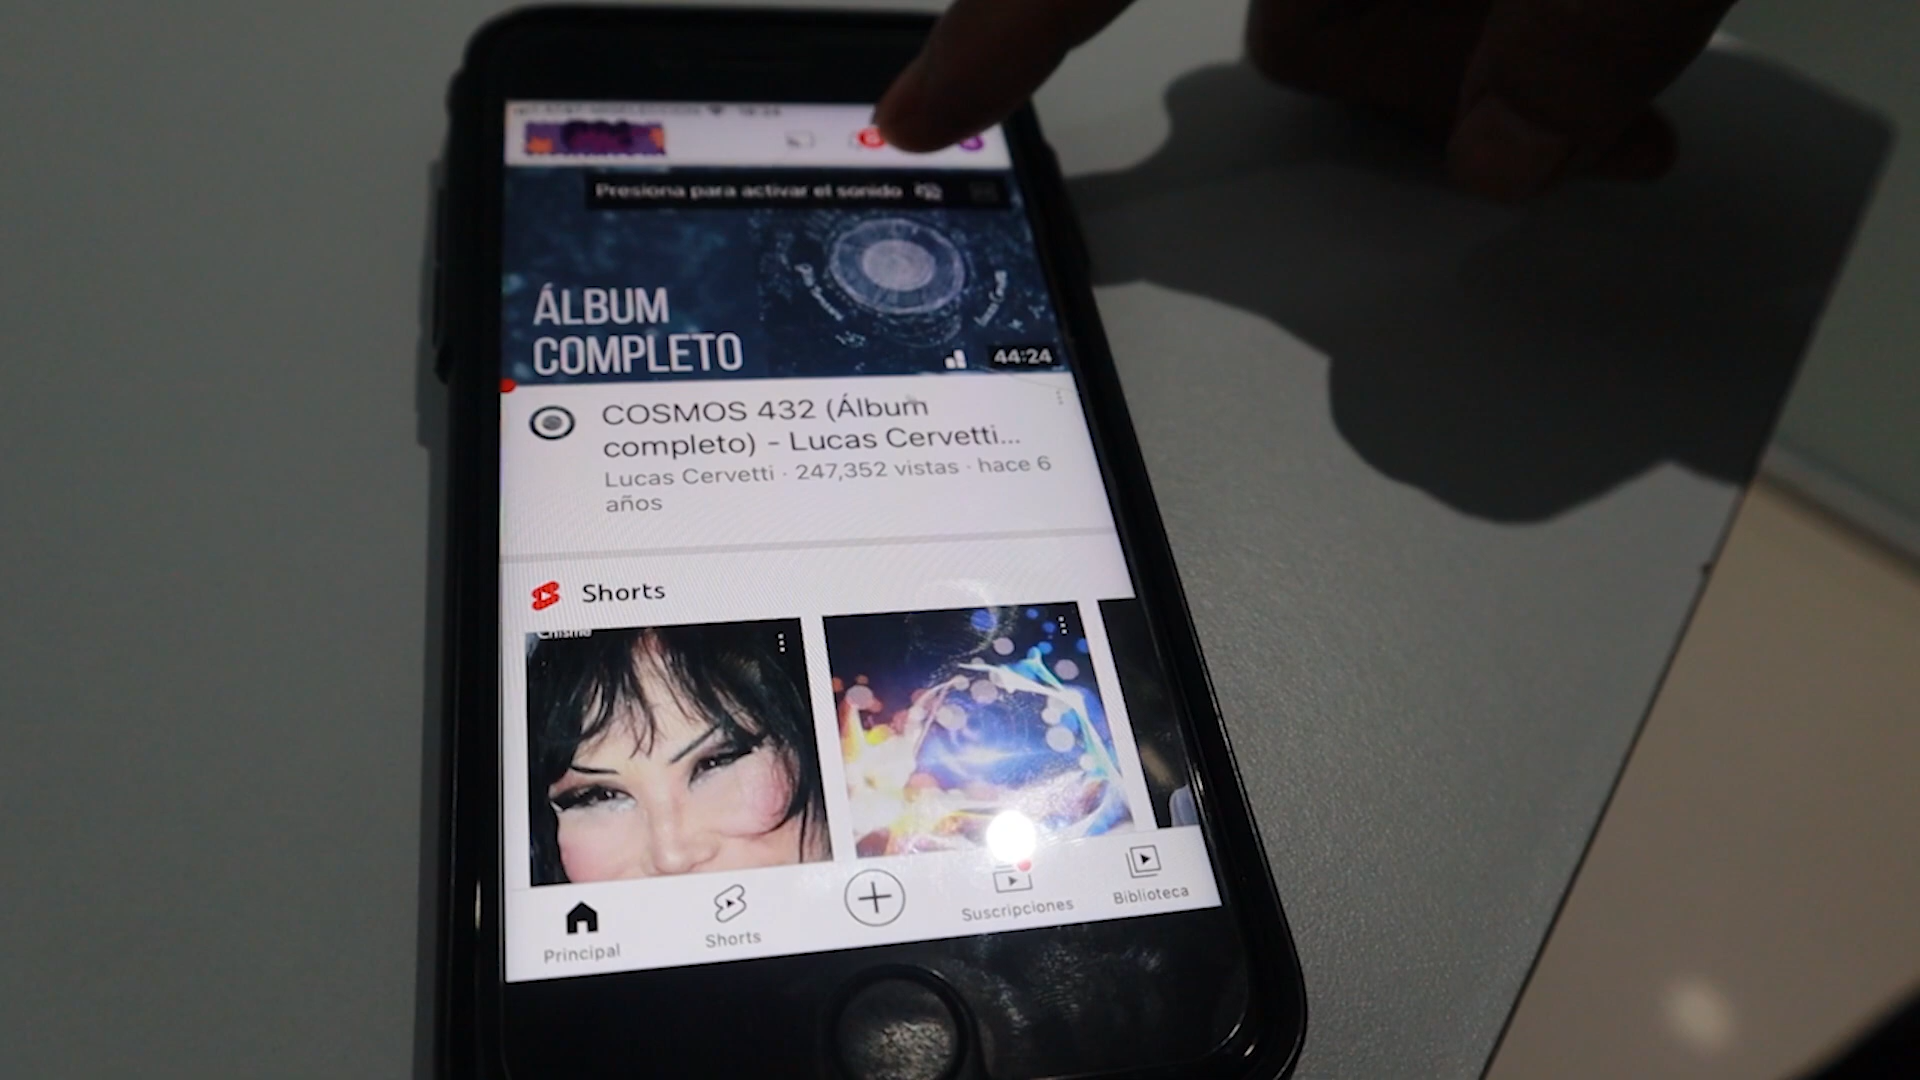 Presiona para activar el sonido
ÁLBUM
COMPLETO
44:24
COSMOS 432 (Álbum
completo) - Lucas Cervetti...
Lucas Cervetti · 247,352 vistas · hace 6
años
Shorts
Chisme
Principal
Shorts
Suscripciones
Biblioteca